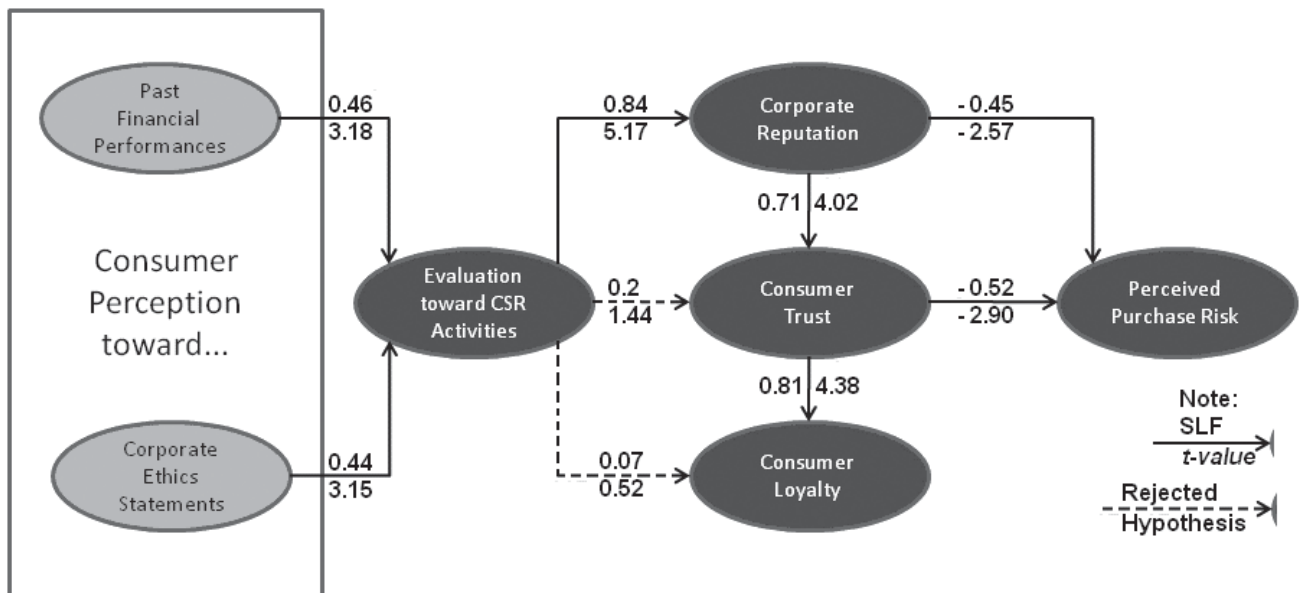 Past
Financial
Performances
0.46
3.18
Consumer
Perception
toward...
Corporate
Ethics
Statements
0.44
3.15
Evaluation
toward CSR
Activities
0.84
5.17
0.2
1.44
0.07
0.52
Corporate
Reputation
0.71 4.02
Consumer
Trust
0.81 4.38
Consumer
Loyalty
- 0.45
- 2.57
- 0.52
- 2.90
Perceived
Purchase Risk
Note:
SLF
t-value
Rejected
Hypothesis